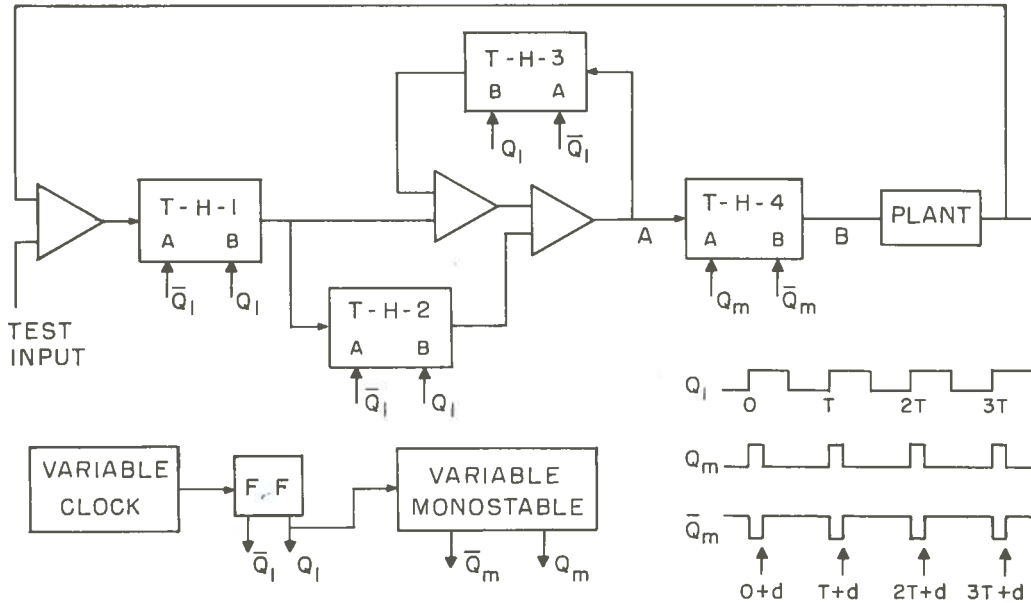 T-H-3
B A
Q1 Q̄1
T-H-1
A B
Q̄1 Q1
T-H-4
A B
Qm Q̄m
PLANT
A
B
T-H-2
A B
Q̄1 Q1
TEST
INPUT
VARIABLE
CLOCK
F.F
Q̄1 Q1
VARIABLE
MONOSTABLE
Q̄m Qm
Q1
0 T 2T 3T
Qm
Q̄m
0+d T+d 2T+d 3T+d